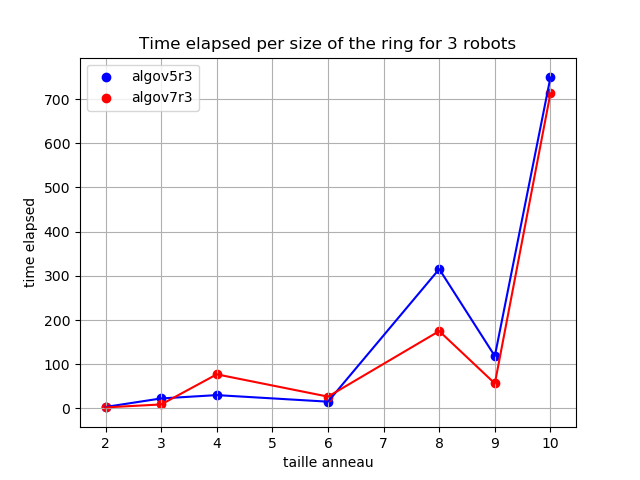 Time elapsed per size of the ring for 3 robots
algov5r3
algov7r3
700
600
500
400
300
200
100
0
time elapsed
2 3 4 5 6 7 8 9 10
taille anneau